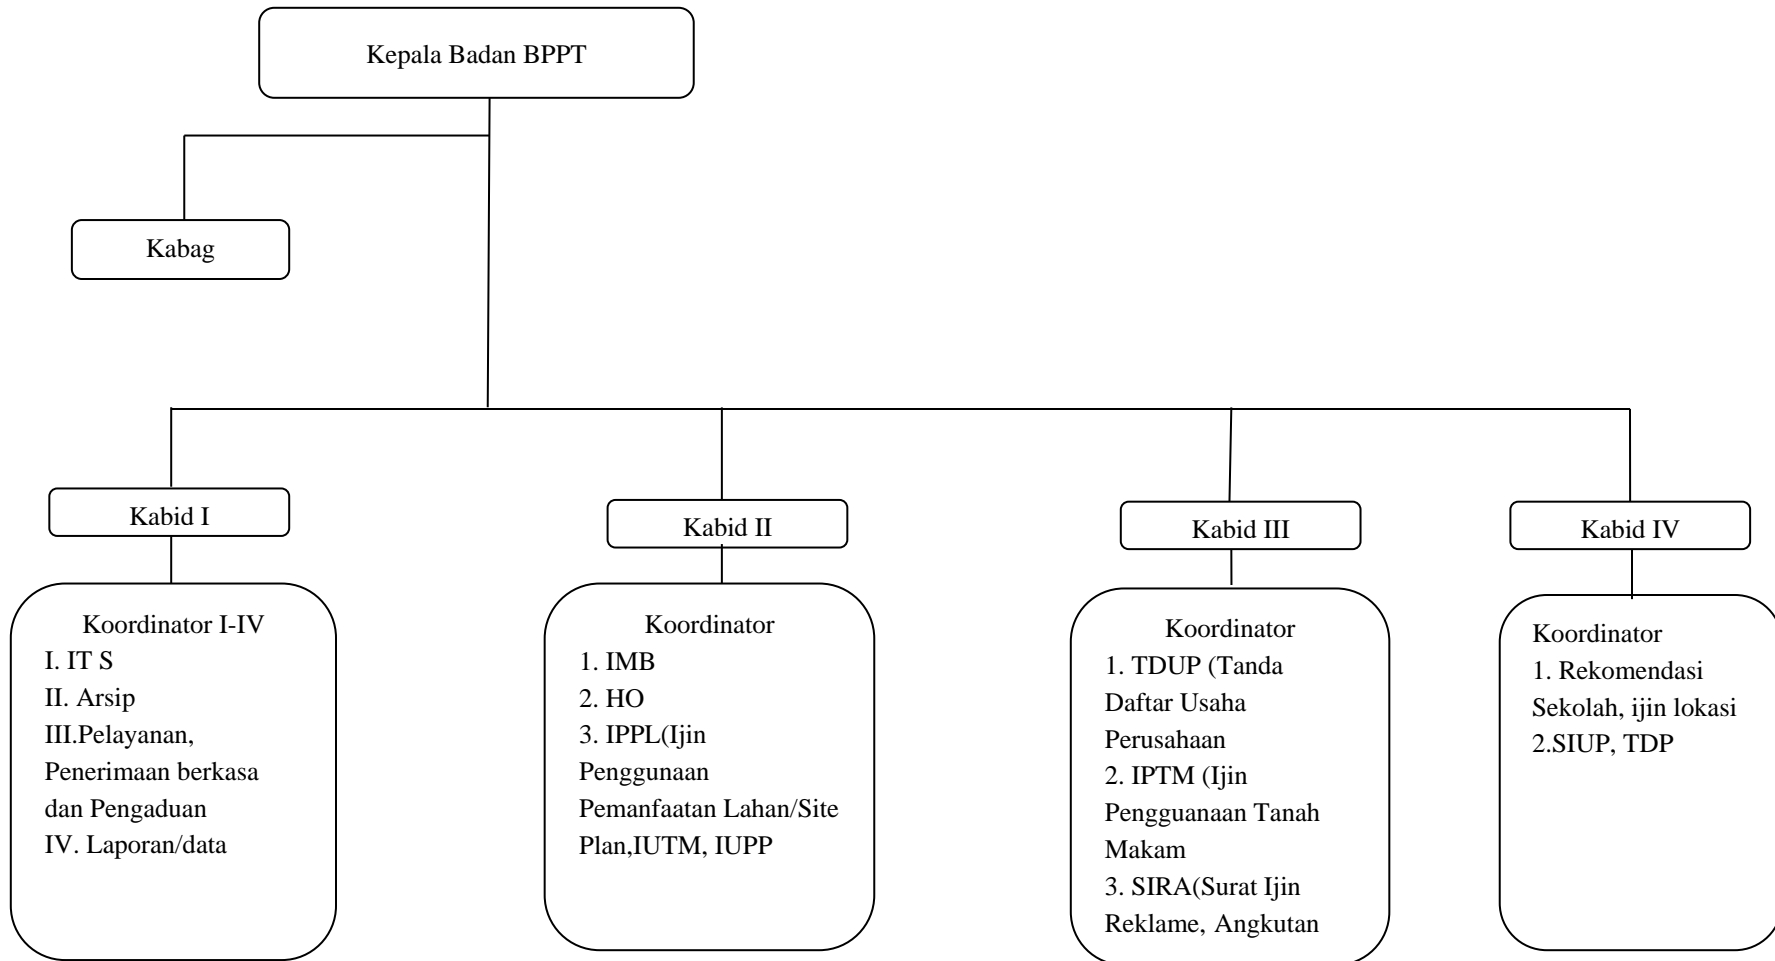 Kepala Badan BPPT
Kabag
Kabid I
Kabid II
Kabid III
Kabid IV
Koordinator I-IV
I. IT S
II. Arsip
III.Pelayanan,
Penerimaan berkasa
dan Pengaduan
IV. Laporan/data
Koordinator
1. IMB
2. HO
3. IPPL(Ijin
Penggunaan
Pemanfaatan Lahan/Site
Plan,IUTM, IUPP
Koordinator
1. TDUP (Tanda
Daftar Usaha
Perusahaan
2. IPTM (Ijin
Pengguanaan Tanah
Makam
3. SIRA(Surat Ijin
Reklame, Angkutan
Koordinator
1. Rekomendasi
Sekolah, ijin lokasi
2.SIUP, TDP